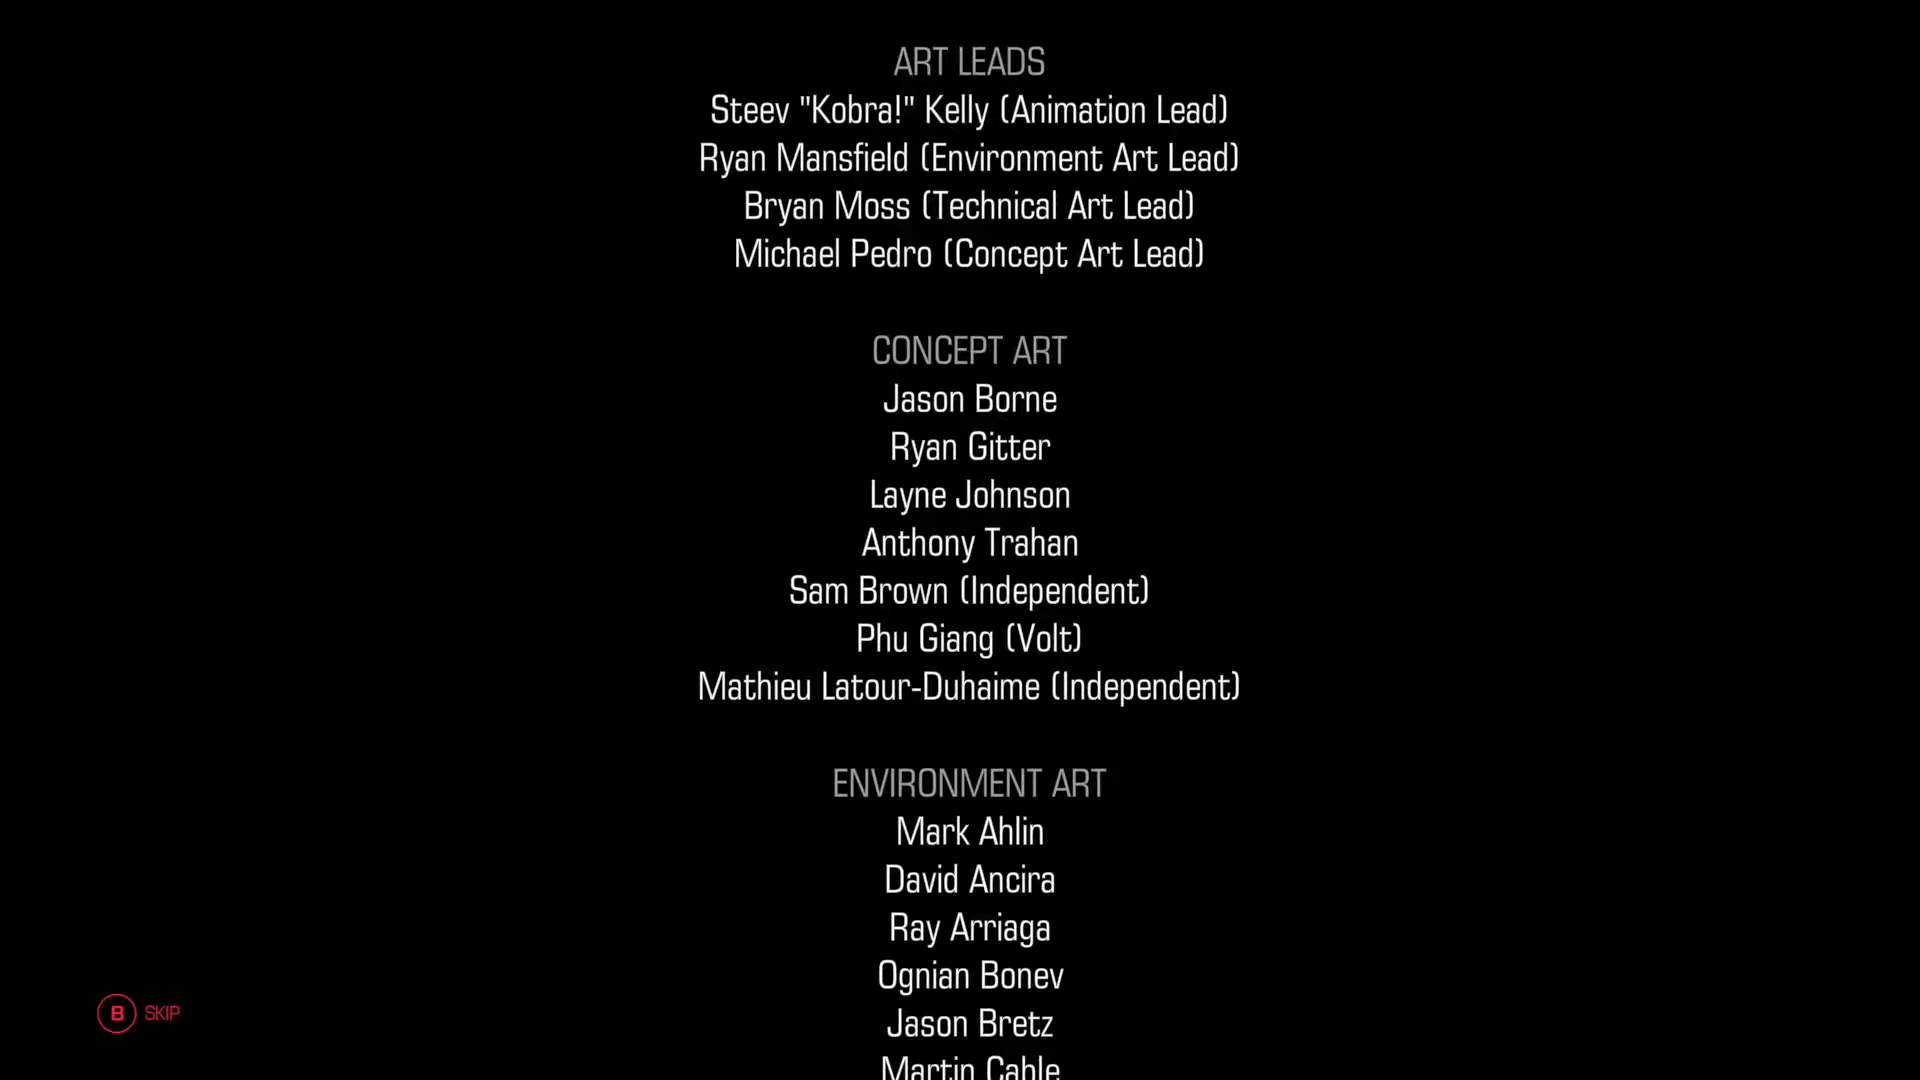 ART LEADS
Steev "Kobra!" Kelly (Animation Lead)
Ryan Mansfield (Environment Art Lead)
Bryan Moss (Technical Art Lead)
Michael Pedro (Concept Art Lead)
CONCEPT ART
Jason Borne
Ryan Gitter
Layne Johnson
Anthony Trahan
Sam Brown (Independent)
Phu Giang (Volt)
Mathieu Latour-Duhaime (Independent)
ENVIRONMENT ART
Mark Ahlin
David Ancira
Ray Arriaga
Ognian Bonev
Jason Bretz
Martin Cable
B SKIP